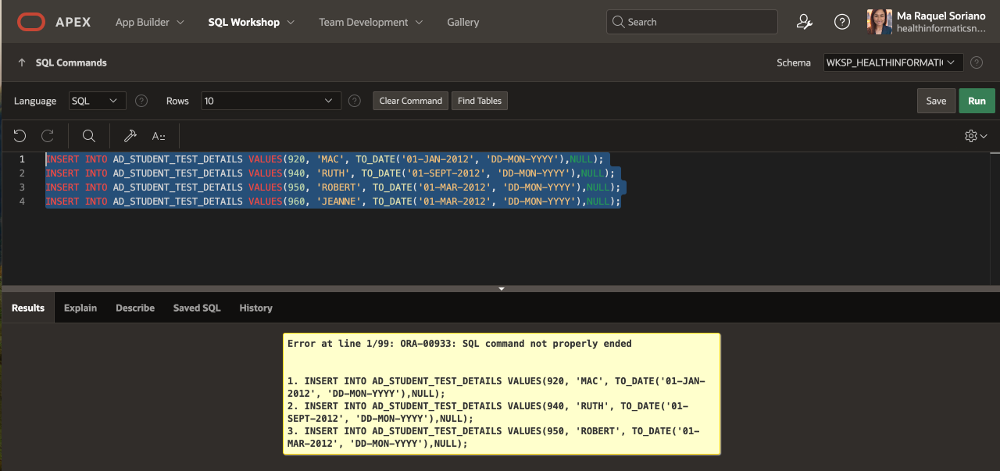 APEX App Builder SQL Workshop Team Development Gallery Search Ma Raquel Soriano
healthinformaticsn...
SQL Commands Schema WKSP_HEALTHINFORMATI
Language SQL Rows 10 Clear Command Find Tables Save Run
A::
1 INSERT INTO AD_STUDENT_TEST_DETAILS VALUES(920, 'MAC', TO_DATE('01-JAN-2012', 'DD-MON-YYYY'),NULL);
2 INSERT INTO AD_STUDENT_TEST_DETAILS VALUES(940, 'RUTH', TO_DATE('01-SEPT-2012', 'DD-MON-YYYY'),NULL);
3 INSERT INTO AD_STUDENT_TEST_DETAILS VALUES(950, 'ROBERT', TO_DATE('01-MAR-2012', 'DD-MON-YYYY'),NULL);
4 INSERT INTO AD_STUDENT_TEST_DETAILS VALUES(960, 'JEANNE', TO_DATE('01-MAR-2012', 'DD-MON-YYYY'),NULL);
Results Explain Describe Saved SQL History
Error at line 1/99: ORA-00933: SQL command not properly ended
1. INSERT INTO AD_STUDENT_TEST_DETAILS VALUES(920, 'MAC', TO_DATE('01-JAN-
2012', 'DD-MON-YYYY'),NULL);
2. INSERT INTO AD_STUDENT_TEST_DETAILS VALUES(940, 'RUTH', TO_DATE('01-
SEPT-2012', 'DD-MON-YYYY'),NULL);
3. INSERT INTO AD_STUDENT_TEST_DETAILS VALUES(950, 'ROBERT', TO_DATE('01-
MAR-2012', 'DD-MON-YYYY'),NULL);